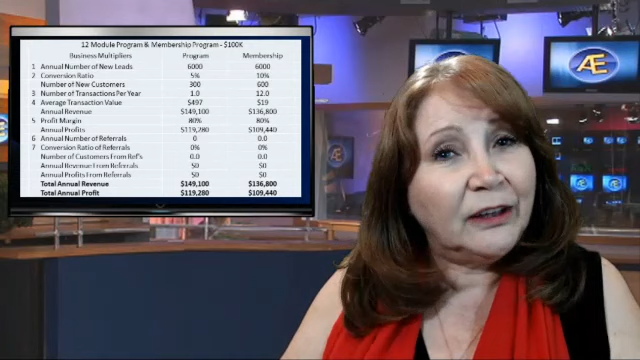 12 Module Program & Membership Program - $100K
Business Multipliers Program Membership
1 Annual Number of New Leads 6000 6000
2 Conversion Ratio 5% 10%
Number of New Customers 300 600
3 Number of Transactions Per Year 1.0 12.0
4 Average Transaction Value $497 $19
Annual Revenue $149,100 $136,800
5 Profit Margin 80% 80%
Annual Profits $119,280 $109,440
6 Annual Number of Referrals 0 0.0
7 Conversion Ratio of Referrals 0% 0%
Number of Customers From Ref's 0.0 0.0
Annual Revenue From Referrals $0 $0
Annual Profits From Referrals $0 $0
Total Annual Revenue $149,100 $136,800
Total Annual Profit $119,280 $109,440
Æ
Æ
Æ